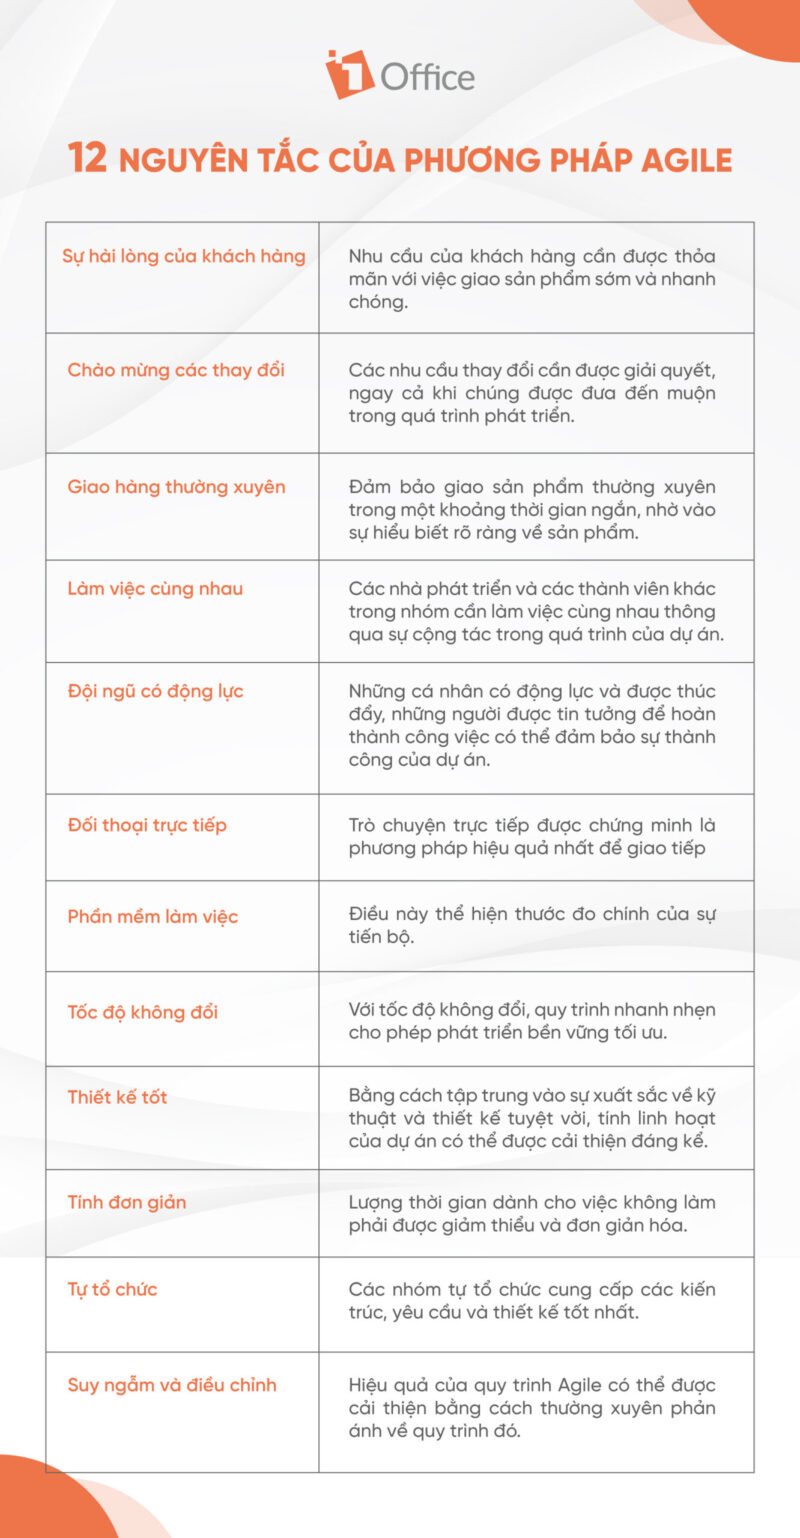 1Office
12 NGUYÊN TẮC CỦA PHƯƠNG PHÁP AGILE
Sự hài lòng của khách hàng
Nhu cầu của khách hàng cần được thỏa
mãn với việc giao sản phẩm sớm và nhanh
chóng.
Chào mừng các thay đổi
Các nhu cầu thay đổi cần được giải quyết,
ngay cả khi chúng được đưa đến muộn
trong quá trình phát triển.
Giao hàng thường xuyên
Đảm bảo giao sản phẩm thường xuyên
trong một khoảng thời gian ngắn, nhờ vào
sự hiểu biết rõ ràng về sản phẩm.
Làm việc cùng nhau
Các nhà phát triển và các thành viên khác
trong nhóm cần làm việc cùng nhau thông
qua sự cộng tác trong quá trình của dự án.
Đội ngũ có động lực
Những cá nhân có động lực và được thúc
đẩy, những người được tin tưởng để hoàn
thành công việc có thể đảm bảo sự thành
công của dự án.
Đối thoại trực tiếp
Trò chuyện trực tiếp được chứng minh là
phương pháp hiệu quả nhất để giao tiếp
Phần mềm làm việc
Điều này thể hiện thước đo chính của sự
tiến bộ.
Tốc độ không đổi
Với tốc độ không đổi, quy trình nhanh nhẹn
cho phép phát triển bền vững tối ưu.
Thiết kế tốt
Bằng cách tập trung vào sự xuất sắc về kỹ
thuật và thiết kế tuyệt vời, tính linh hoạt
của dự án có thể được cải thiện đáng kể.
Tính đơn giản
Lượng thời gian dành cho việc không làm
phải được giảm thiểu và đơn giản hóa.
Tự tổ chức
Các nhóm tự tổ chức cung cấp các kiến
trúc, yêu cầu và thiết kế tốt nhất.
Suy ngẫm và điều chỉnh
Hiệu quả của quy trình Agile có thể được
cải thiện bằng cách thường xuyên phản
ánh về quy trình đó.